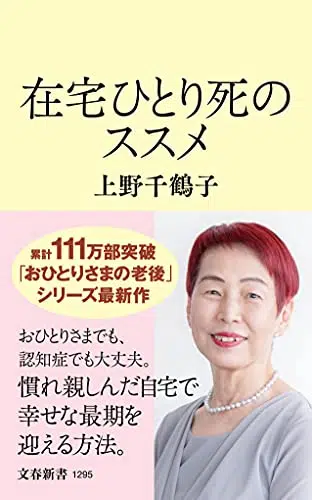 在宅ひとり死の
ススメ
上野千鶴子
累計111万部突破
「おひとりさまの老後」
シリーズ最新作
おひとりさまでも、
認知症でも大丈夫。
慣れ親しんだ自宅で
幸せな最期を
迎える方法。
文春新書 1295